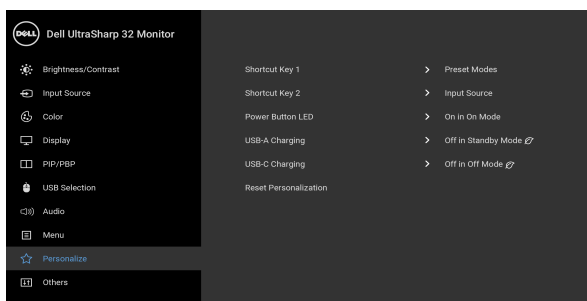 DELL Dell UltraSharp 32 Monitor
Brightness/Contrast Shortcut Key 1 > Preset Modes
Input Source Shortcut Key 2 > Input Source
Color Power Button LED > On in On Mode
Display USB-A Charging > Off in Standby Mode
PIP/PBP USB-C Charging > Off in Off Mode
USB Selection Reset Personalization
Audio
Menu
Personalize
Others